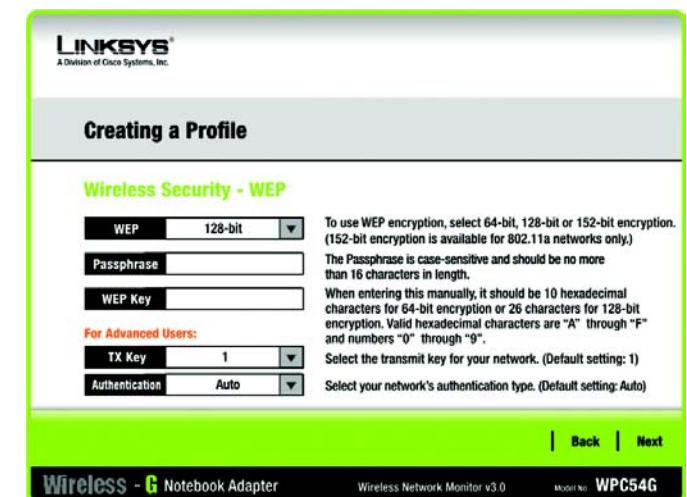 LINKSYS®
A Division of Cisco Systems, Inc.
Creating a Profile
Wireless Security - WEP
WEP 128-bit
To use WEP encryption, select 64-bit, 128-bit or 152-bit encryption.
(152-bit encryption is available for 802.11a networks only.)
Passphrase
The Passphrase is case-sensitive and should be no more
than 16 characters in length.
WEP Key
When entering this manually, it should be 10 hexadecimal
characters for 64-bit encryption or 26 characters for 128-bit
encryption. Valid hexadecimal characters are “A” through “F”
and numbers “0” through “9”.
For Advanced Users:
TX Key 1
Select the transmit key for your network. (Default setting: 1)
Authentication Auto
Select your network’s authentication type. (Default setting: Auto)
Back Next
Wireless - G Notebook Adapter Wireless Network Monitor v3.0 Model No. WPC54G